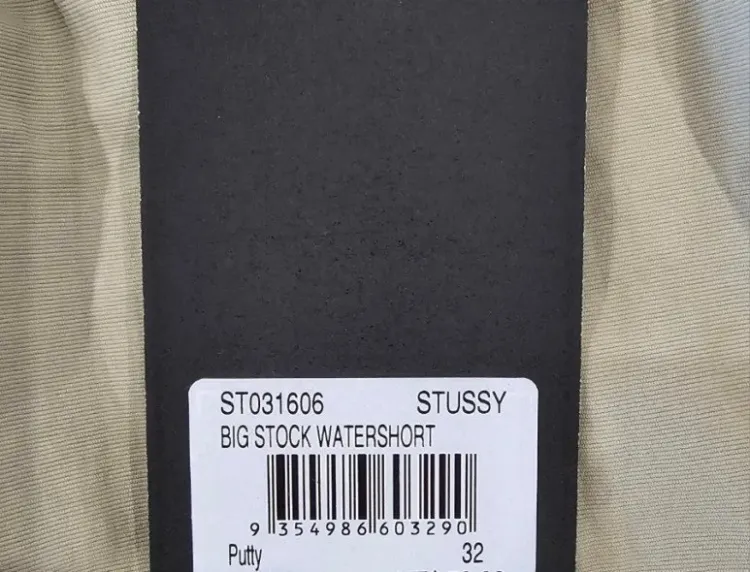 ST031606 STUSSY
BIG STOCK WATERSHORT
9 354986 603290
Putty 32